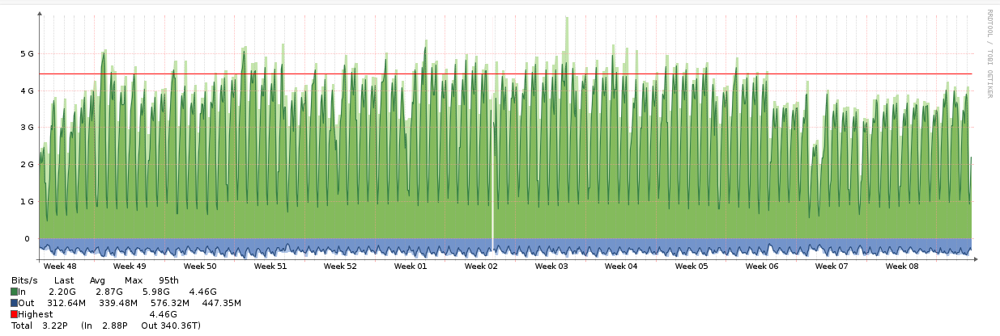 RRDTOOL / TOBI OETIKER
5 G
4 G
3 G
2 G
1 G
0
Week 48 Week 49 Week 50 Week 51 Week 52 Week 01 Week 02 Week 03 Week 04 Week 05 Week 06 Week 07 Week 08
Bits/s Last Avg Max 95th
In 2.20G 2.87G 5.98G 4.46G
Out 312.64M 339.48M 576.32M 447.35M
Highest 4.46G
Total 3.22P (In 2.88P Out 340.36T)